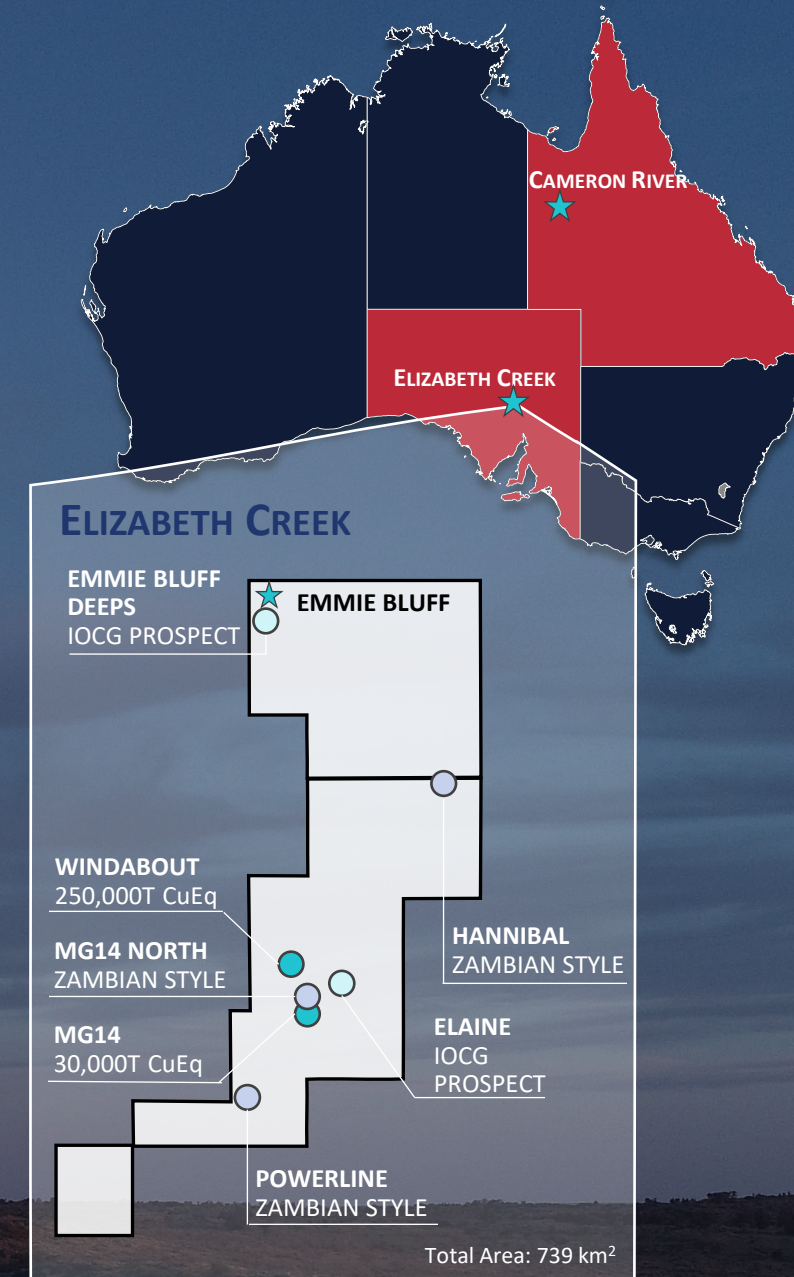 CAMERON RIVER
ELIZABETH CREEK
ELIZABETH CREEK
EMMIE BLUFF
DEEPS
IOCG PROSPECT
EMMIE BLUFF
WINDABOUT
250,000T CuEq
MG14 NORTH
ZAMBIAN STYLE
MG14
30,000T CuEq
HANNIBAL
ZAMBIAN STYLE
ELAINE
IOCG
PROSPECT
POWERLINE
ZAMBIAN STYLE
Total Area: 739 km²